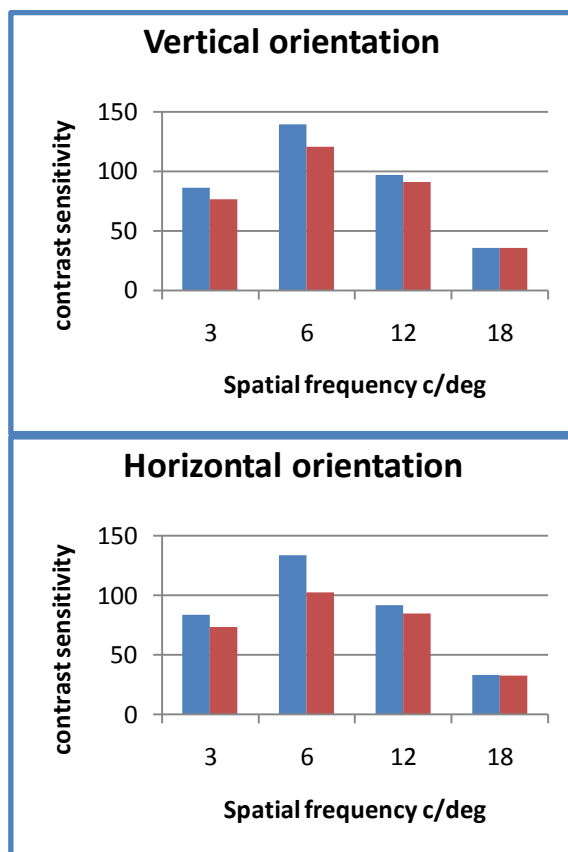 Vertical orientation
contrast sensitivity
150
100
50
0
3 6 12 18
Spatial frequency c/deg
Horizontal orientation
contrast sensitivity
150
100
50
0
3 6 12 18
Spatial frequency c/deg